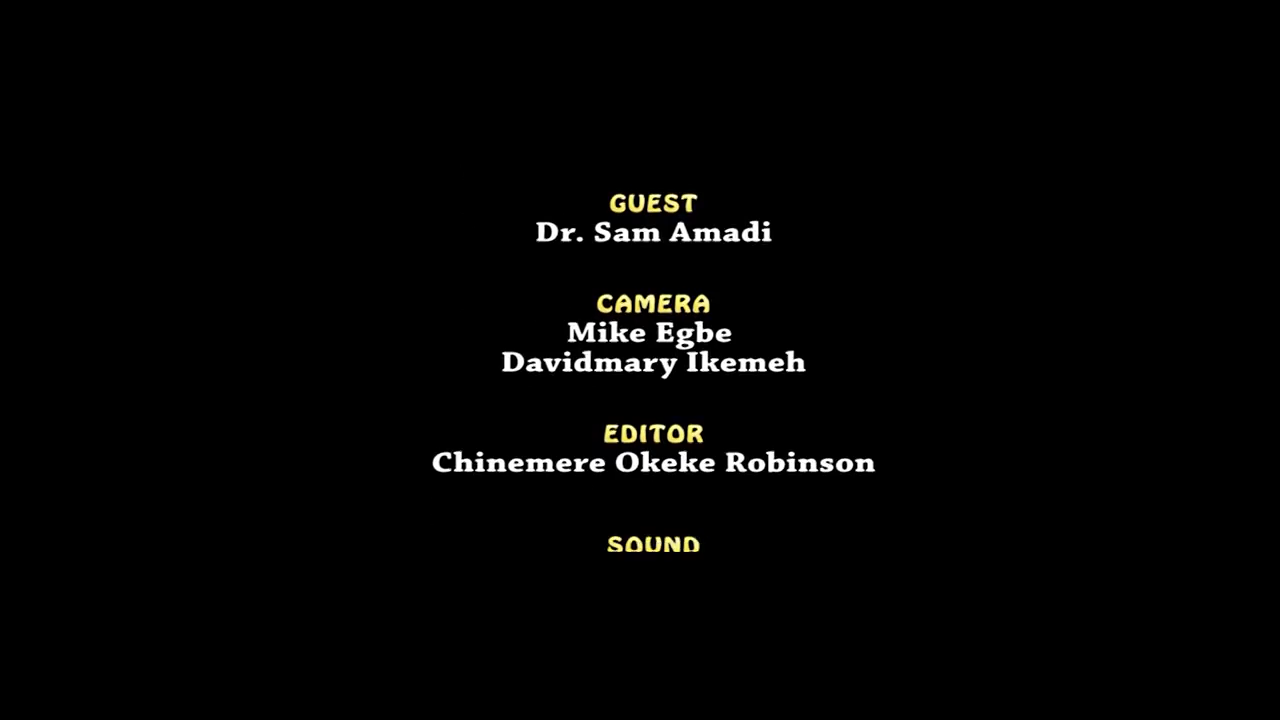 GUEST
Dr. Sam Amadi
CAMERA
Mike Egbe
Davidmary Ikemeh
EDITOR
Chinemere Okeke Robinson
SOUND